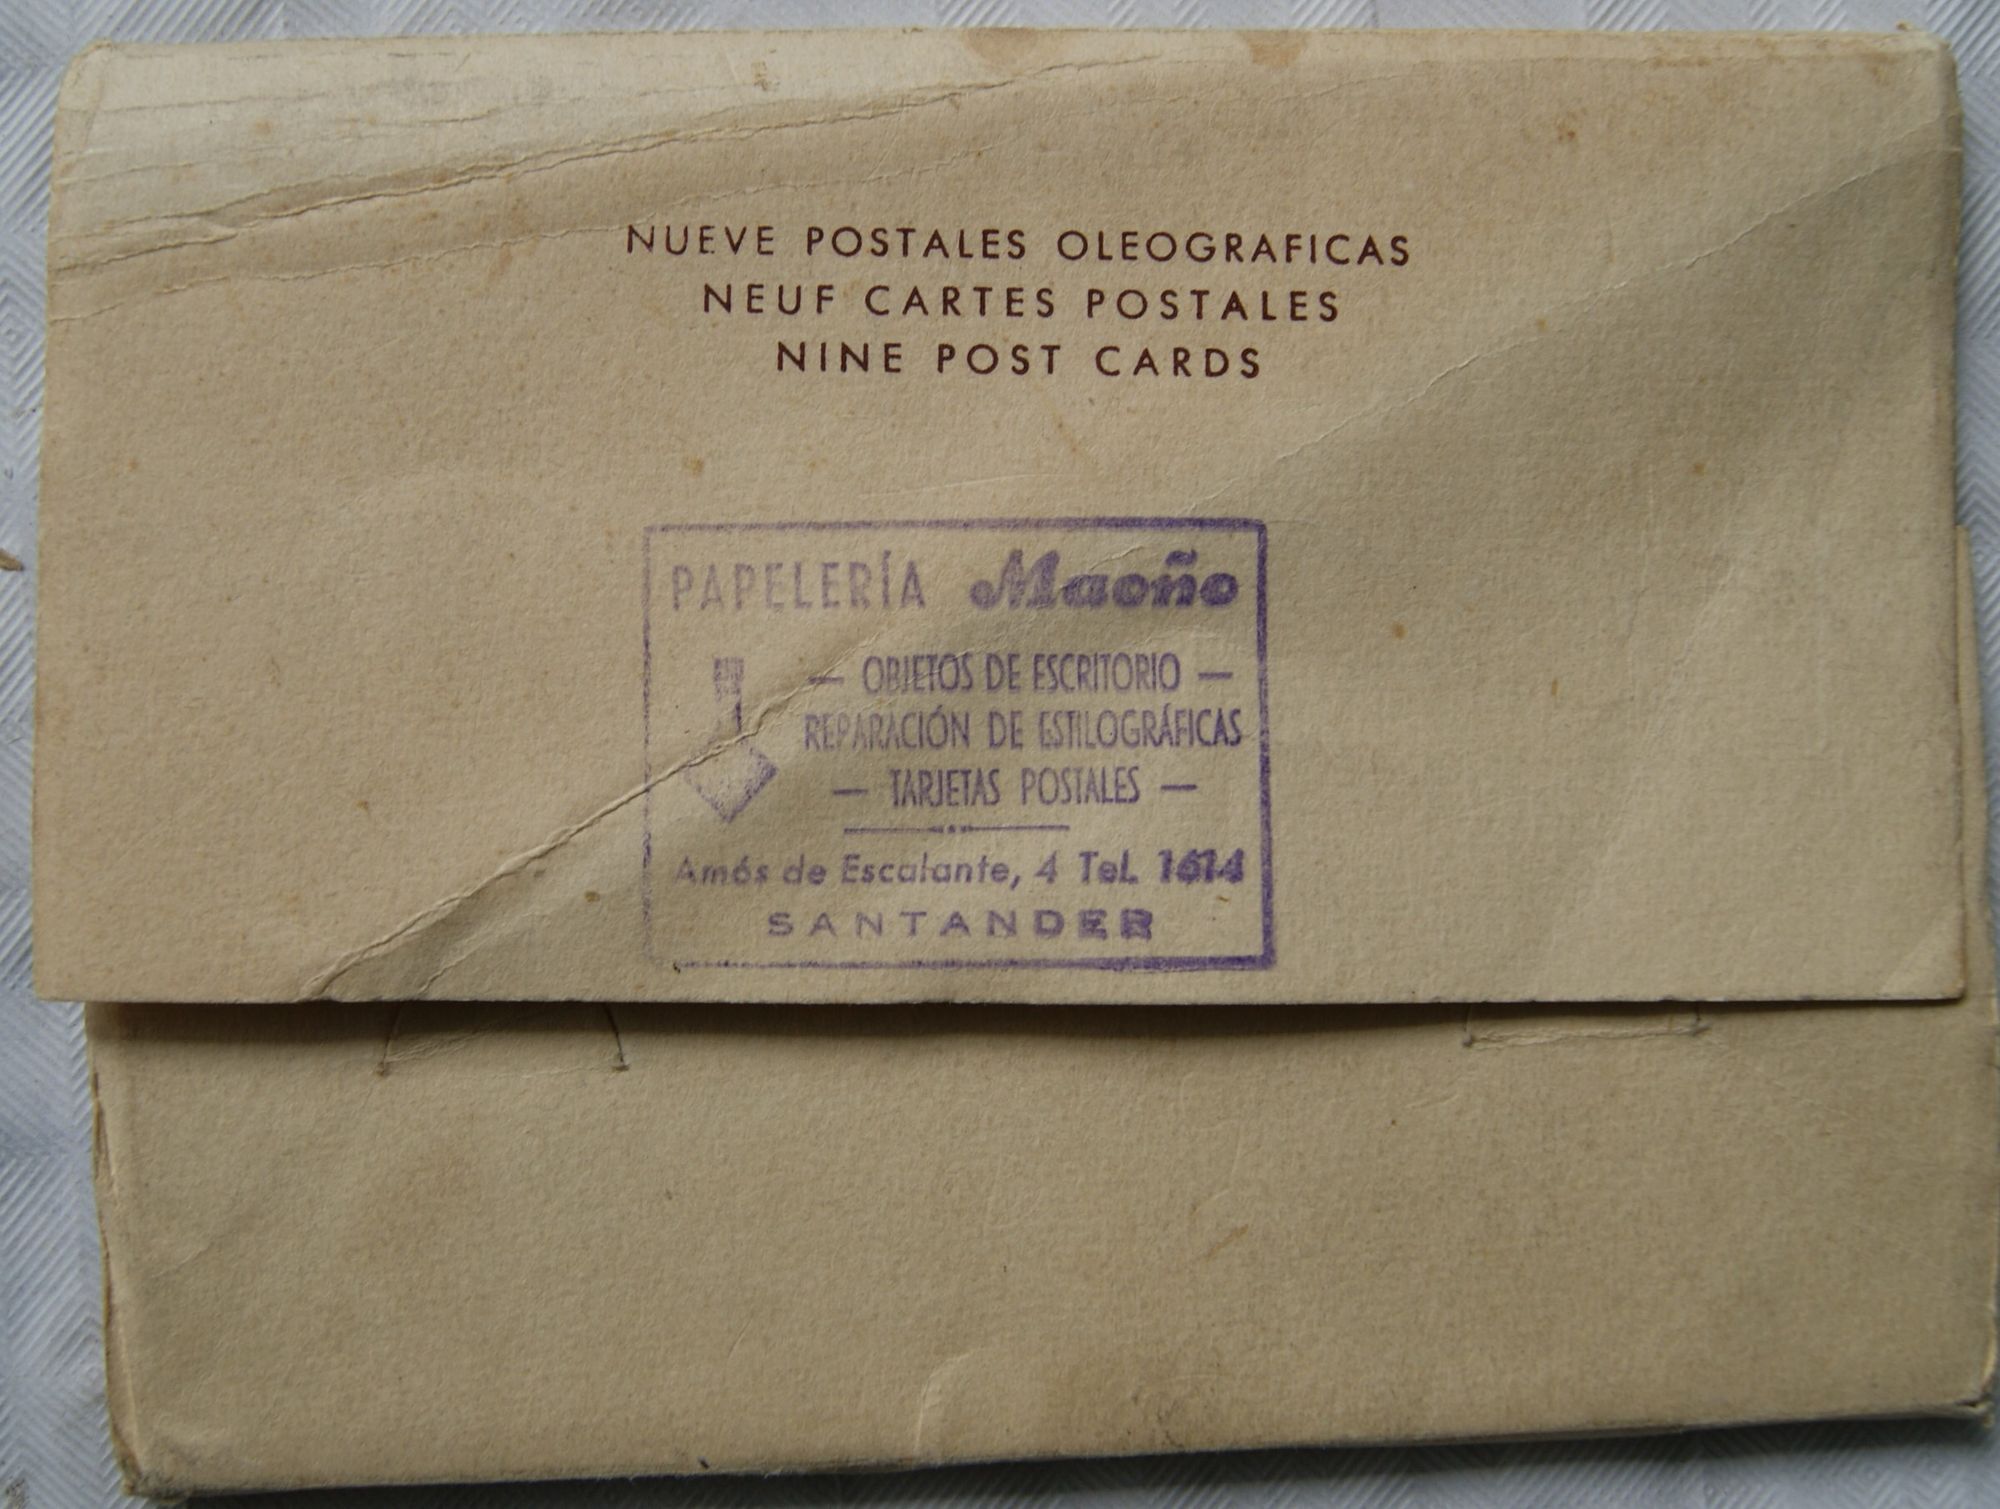 NUEVE POSTALES OLEOGRAFICAS
NEUF CARTES POSTALES
NINE POST CARDS
PAPELERÍA Maoño
— OBJETOS DE ESCRITORIO —
REPARACIÓN DE ESTILOGRÁFICAS
— TARJETAS POSTALES —
Amós de Escalante, 4 Tel. 1614
SANTANDER